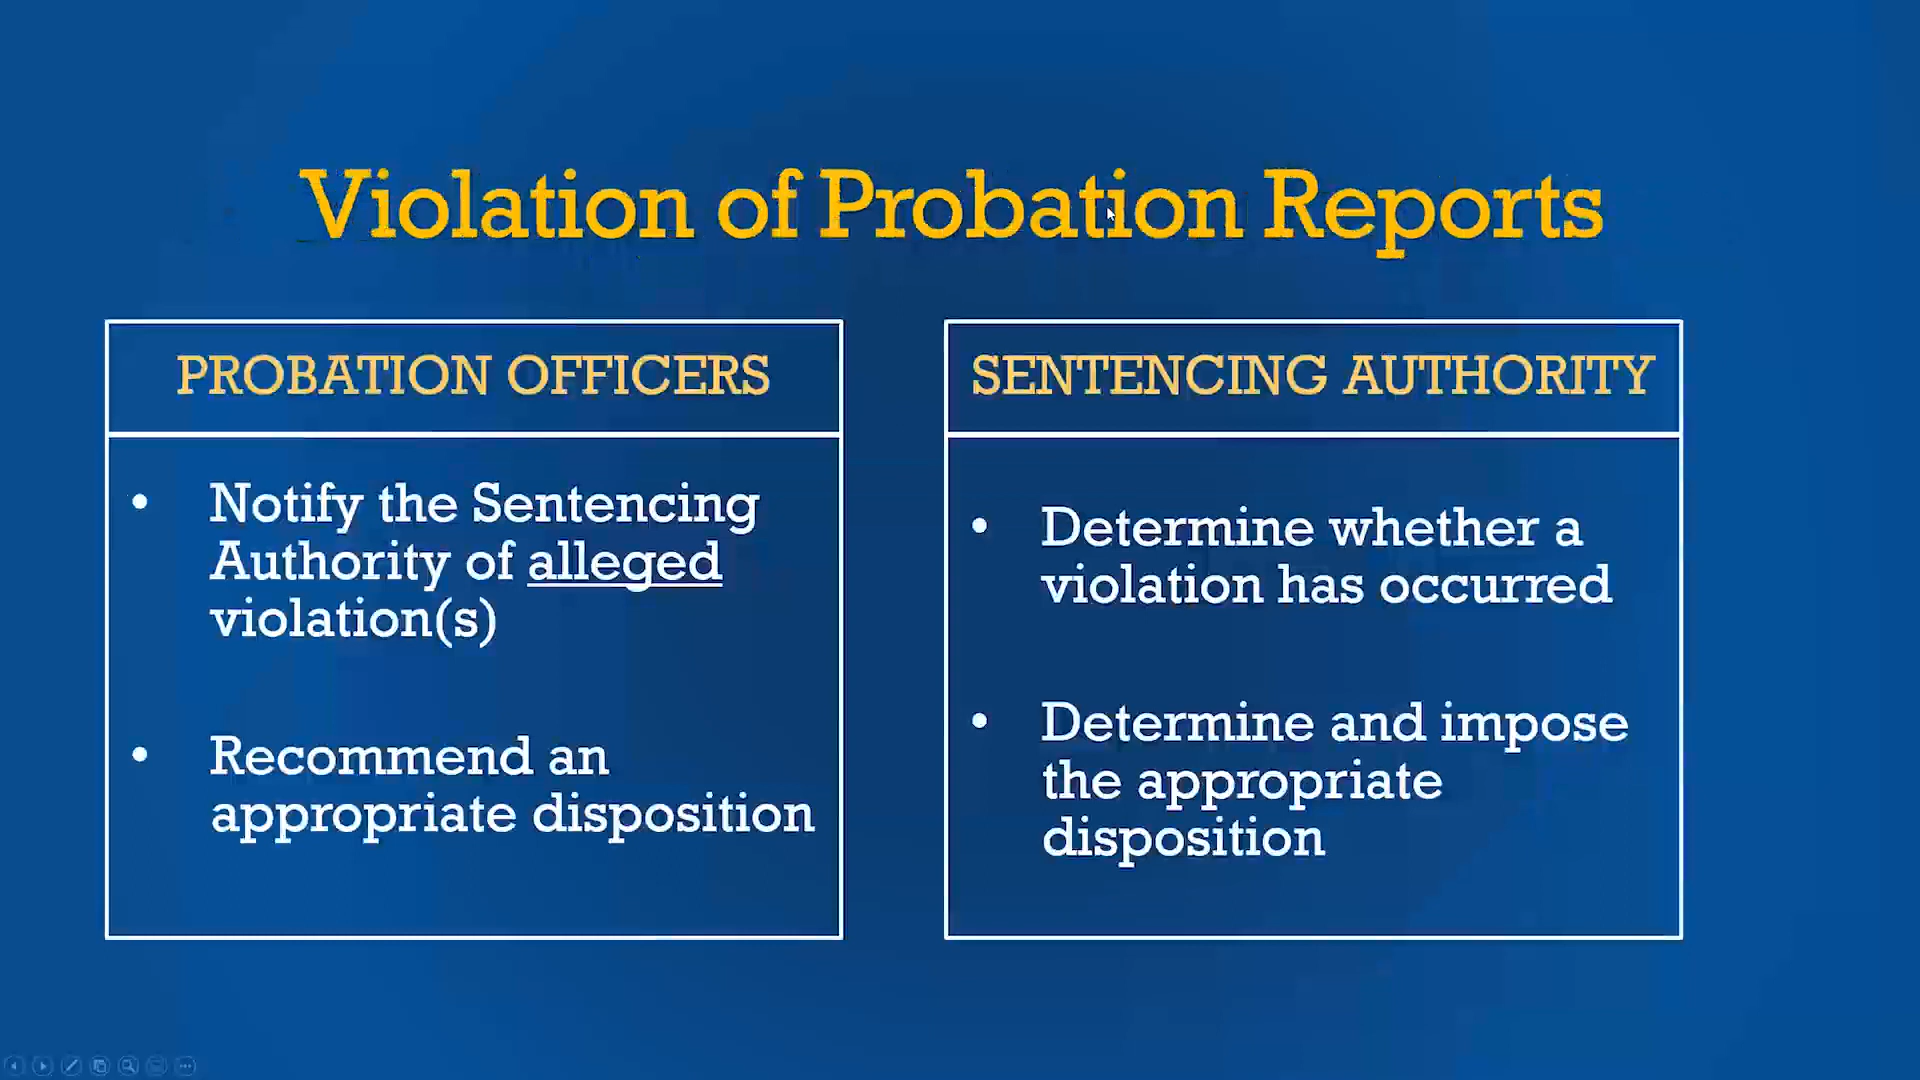 Violation of Probation Reports
PROBATION OFFICERS
• Notify the Sentencing
Authority of alleged
violation(s)
• Recommend an
appropriate disposition
SENTENCING AUTHORITY
• Determine whether a
violation has occurred
• Determine and impose
the appropriate
disposition